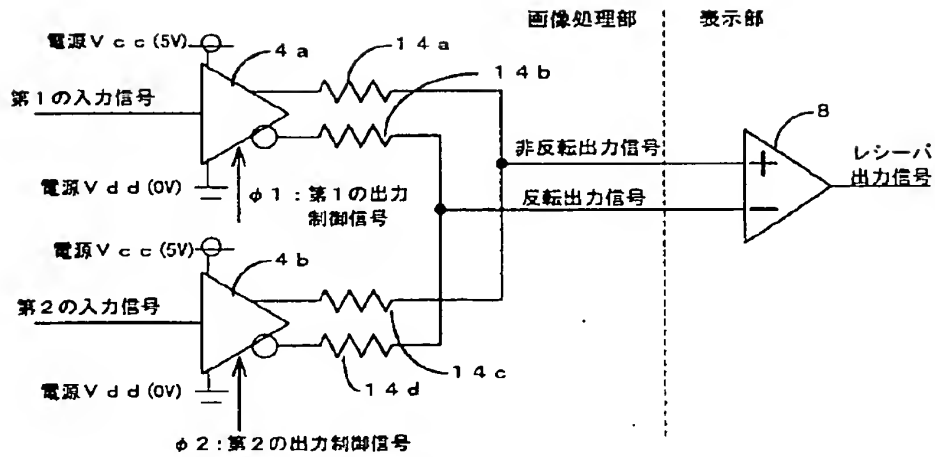 画像処理部
表示部
電源Vcc(5V)
4a
14a
14b
第1の入力信号
8
非反転出力信号
レシーバ
出力信号
電源Vdd(0V)
φ1:第1の出力
制御信号
反転出力信号
電源Vcc(5V)
4b
第2の入力信号
電源Vdd(0V)
14c
14d
φ2:第2の出力制御信号